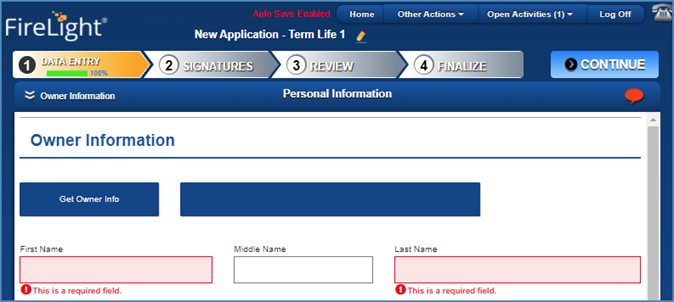 FireLight®
Auto Save Enabled
Home
Other Actions
Open Activities (1)
Log Off
New Application - Term Life 1
1 DATA ENTRY
100%
2 SIGNATURES
3 REVIEW
4 FINALIZE
CONTINUE
Owner Information
Personal Information
Owner Information
Get Owner Info
First Name
Middle Name
Last Name
This is a required field.
This is a required field.